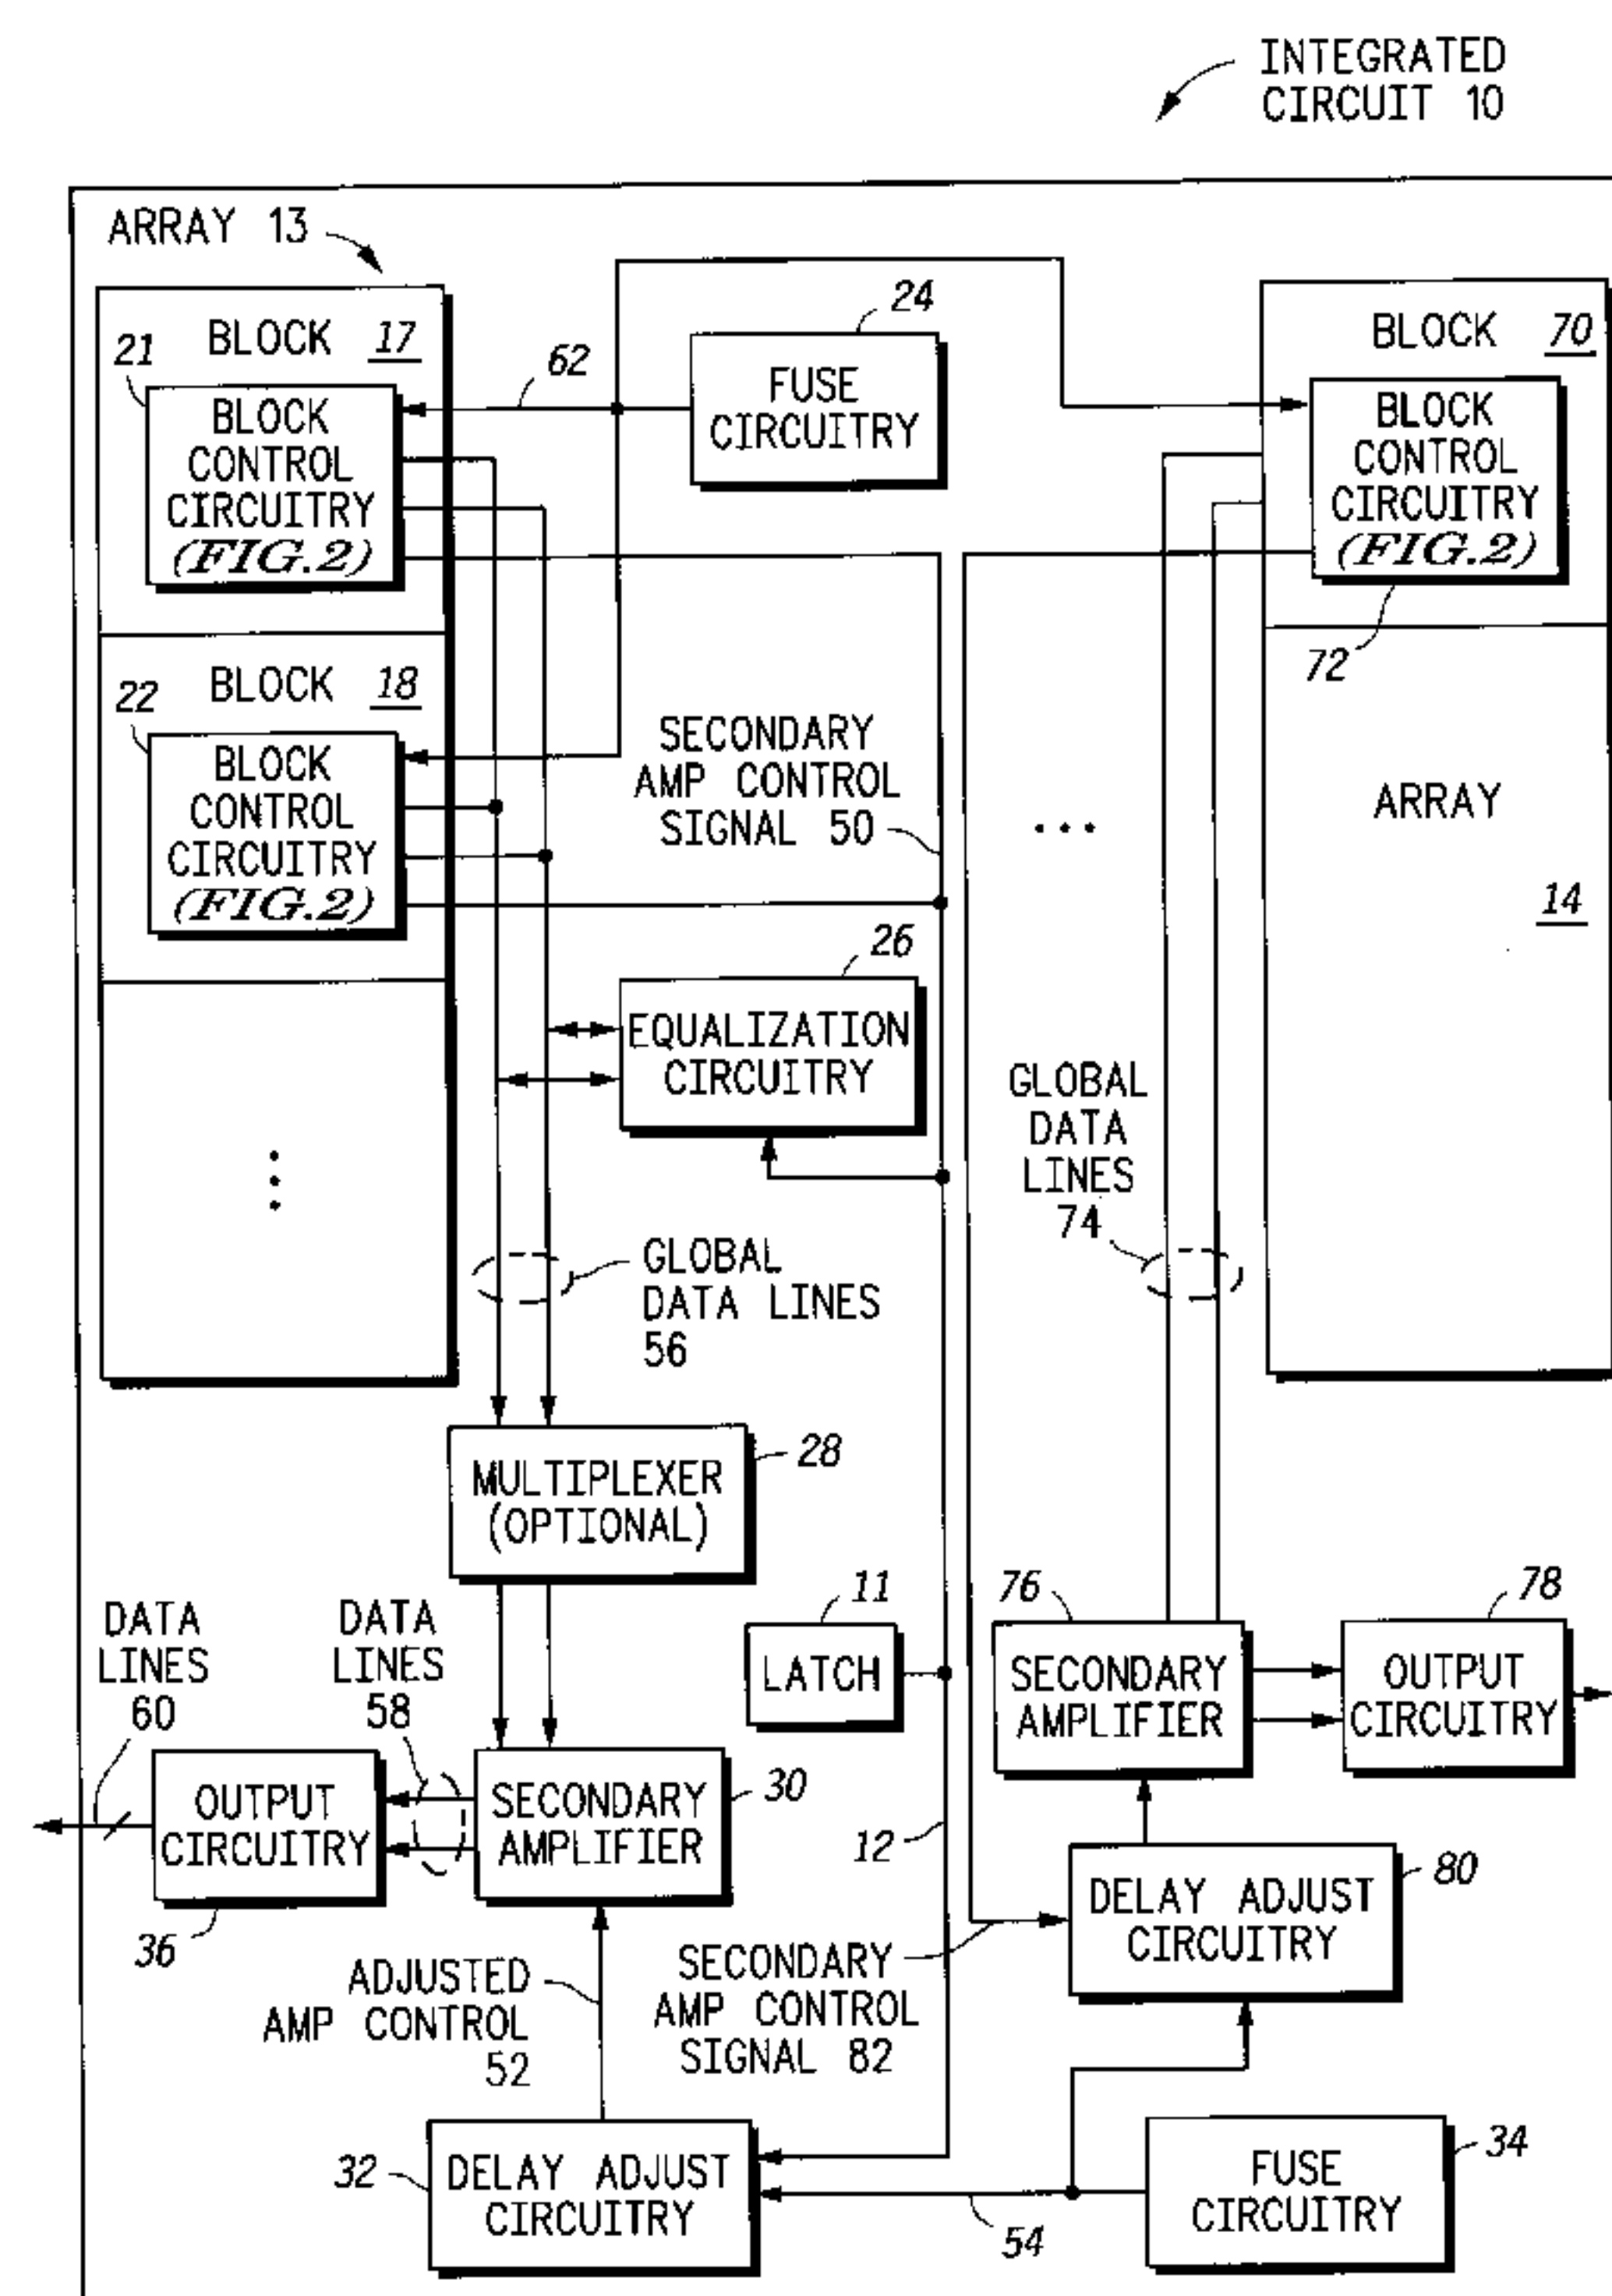 INTEGRATED
CIRCUIT 10
ARRAY 13
BLOCK 17
21
BLOCK
CONTROL
CIRCUITRY
(FIG.2)
62
24
FUSE
CIRCUITRY
BLOCK 70
BLOCK
CONTROL
CIRCUITRY
(FIG.2)
72
BLOCK 18
22
BLOCK
CONTROL
CIRCUITRY
(FIG.2)
SECONDARY
AMP CONTROL
SIGNAL 50
...
ARRAY
14
26
EQUALIZATION
CIRCUITRY
GLOBAL
DATA
LINES
74
GLOBAL
DATA LINES
56
MULTIPLEXER
(OPTIONAL)
28
11
LATCH
76
SECONDARY
AMPLIFIER
78
OUTPUT
CIRCUITRY
DATA
LINES
60
DATA
LINES
58
OUTPUT
CIRCUITRY
36
SECONDARY
AMPLIFIER
30
12
DELAY ADJUST
CIRCUITRY
80
ADJUSTED
AMP CONTROL
52
SECONDARY
AMP CONTROL
SIGNAL 82
32
DELAY ADJUST
CIRCUITRY
54
FUSE
CIRCUITRY
34